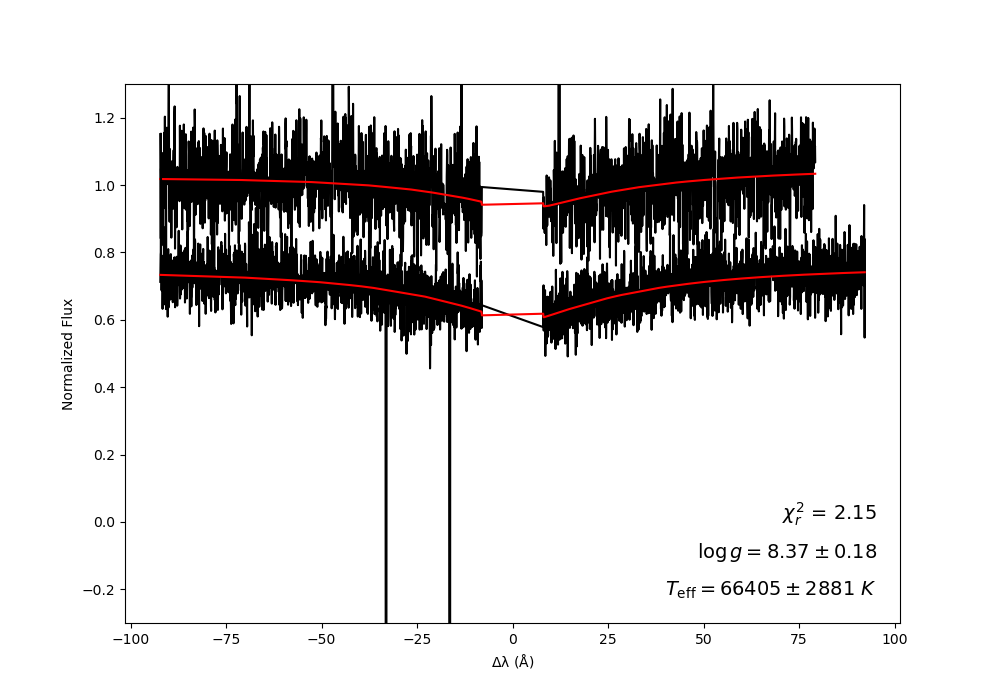 1.2
1.0
0.8
0.6
0.4
0.2
0.0
−0.2
Normalized Flux
χ²ᵣ = 2.15
log g = 8.37 ± 0.18
T_eff = 66405 ± 2881 K
−100 −75 −50 −25 0 25 50 75 100
Δλ (Å)